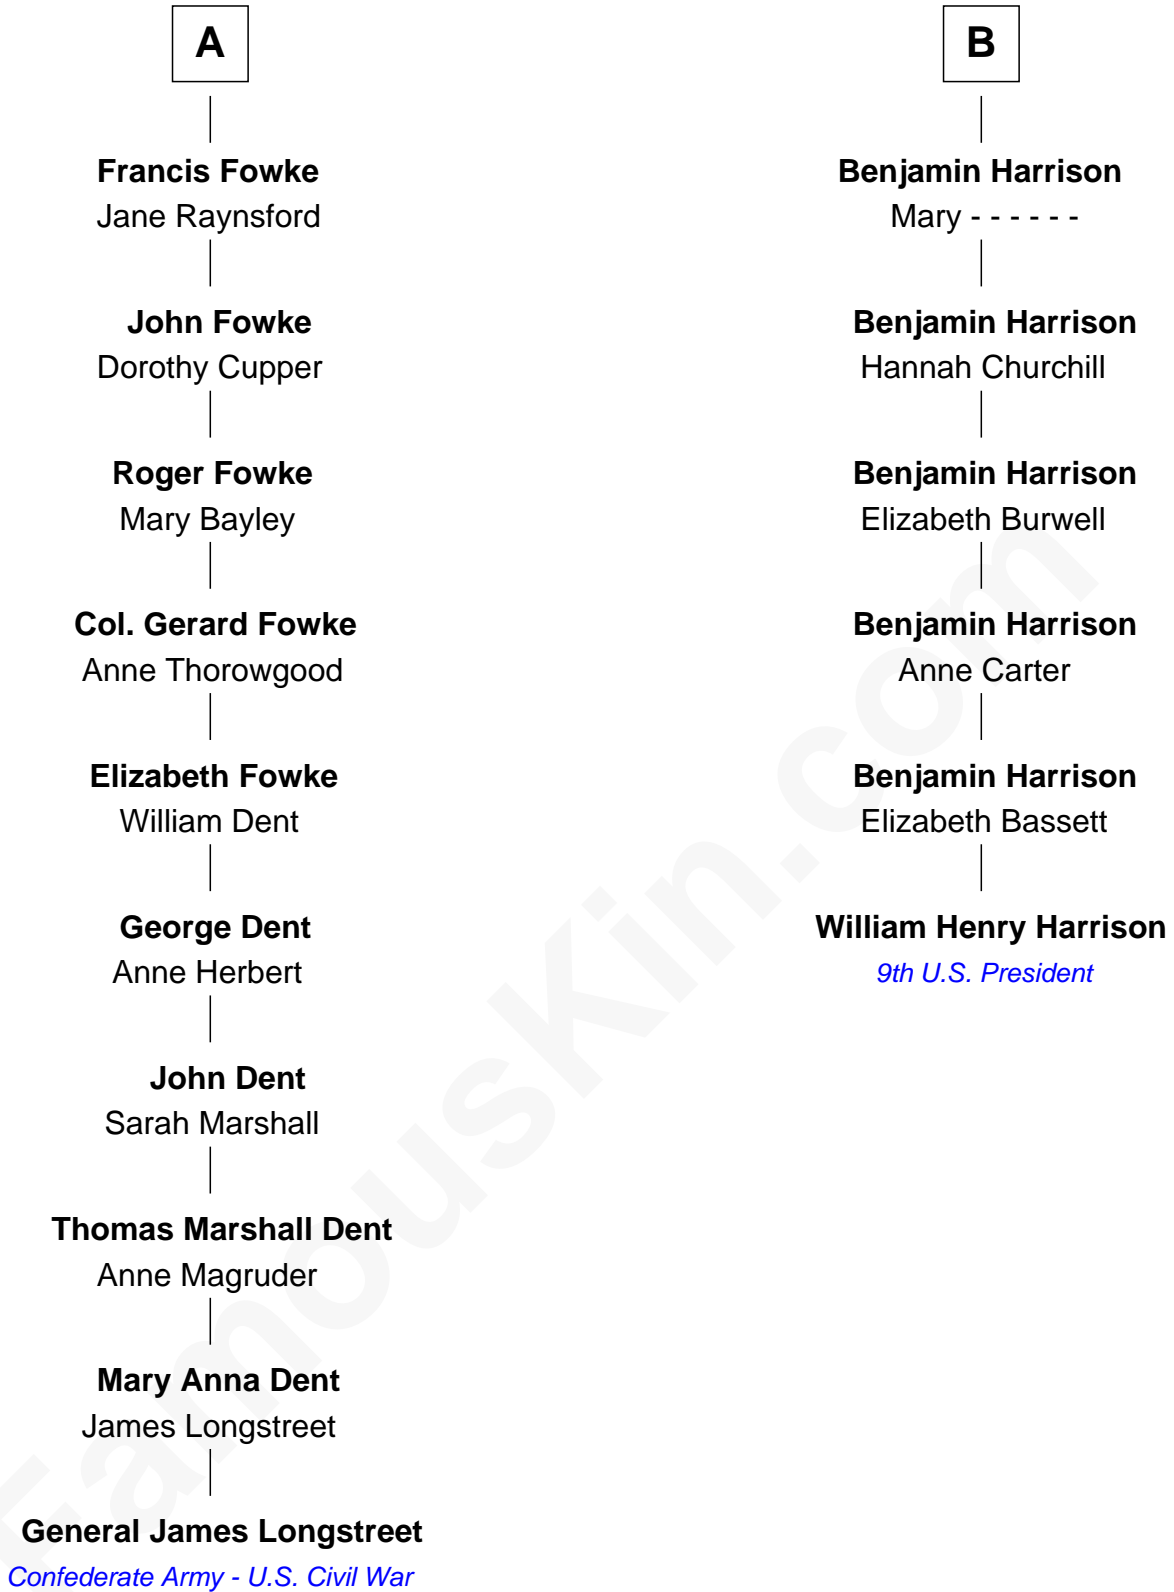 A
Francis Fowke
Jane Raynsford
John Fowke
Dorothy Cupper
Roger Fowke
Mary Bayley
Col. Gerard Fowke
Anne Thorowgood
Elizabeth Fowke
William Dent
George Dent
Anne Herbert
John Dent
Sarah Marshall
Thomas Marshall Dent
Anne Magruder
Mary Anna Dent
James Longstreet
General James Longstreet
Confederate Army - U.S. Civil War
B
Benjamin Harrison
Mary - - - - - -
Benjamin Harrison
Hannah Churchill
Benjamin Harrison
Elizabeth Burwell
Benjamin Harrison
Anne Carter
Benjamin Harrison
Elizabeth Bassett
William Henry Harrison
9th U.S. President
FamousKin.com